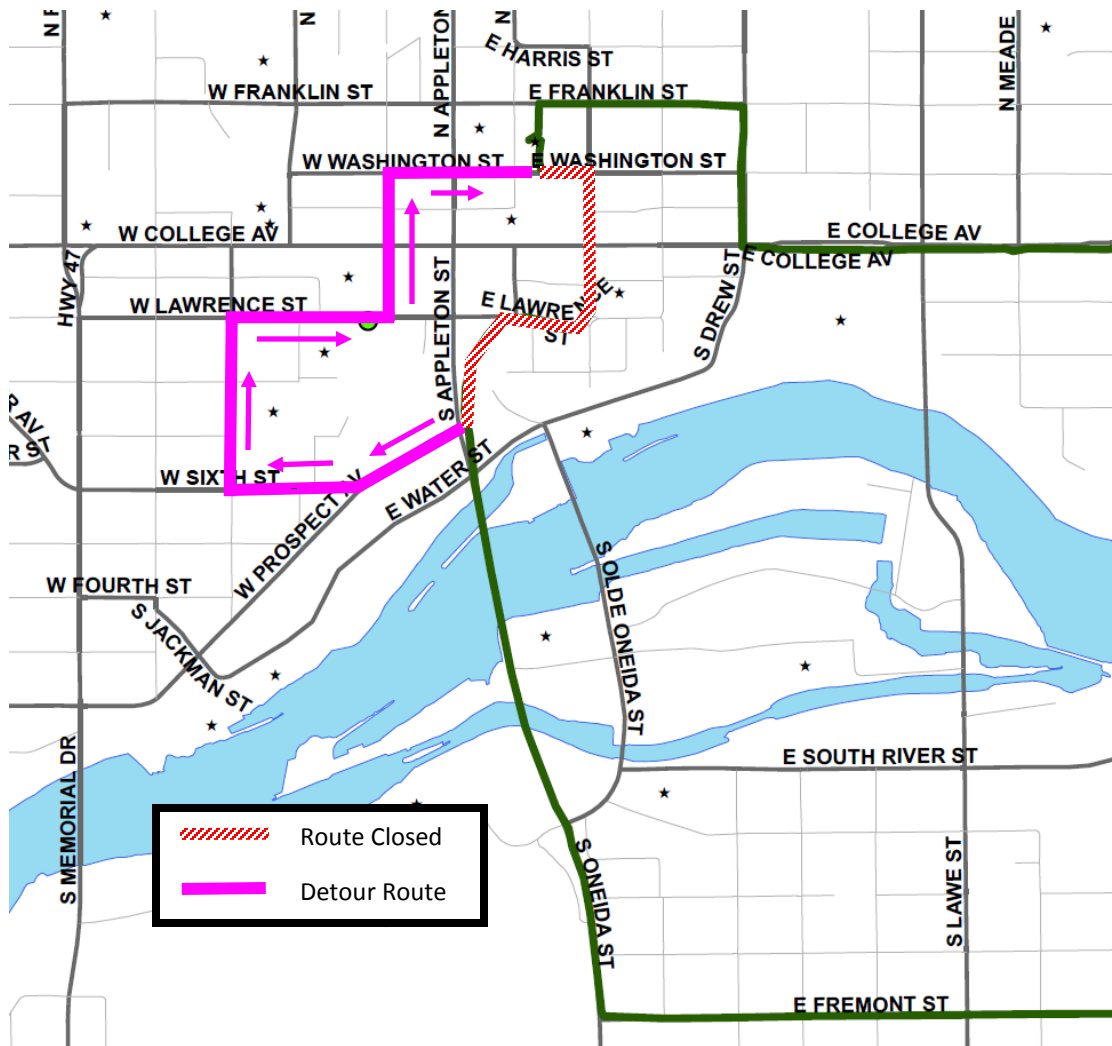 N
N APPLETON
E HARRIS ST
N
N MEADE
W FRANKLIN ST
E FRANKLIN ST
W WASHINGTON ST
E WASHINGTON ST
W COLLEGE AV
E COLLEGE AV
E COLLEGE AV
HWY 47
W LAWRENCE ST
S APPLETON ST
E LAWRENCE
ST
S DREW ST
R AV
R ST
W SIXTH ST
W PROSPECT AV
E WATER ST
W FOURTH ST
S JACKMAN ST
S OLDE ONEIDA ST
S MEMORIAL DR
E SOUTH RIVER ST
Route Closed
Detour Route
S ONEIDA ST
S LAWE ST
E FREMONT ST